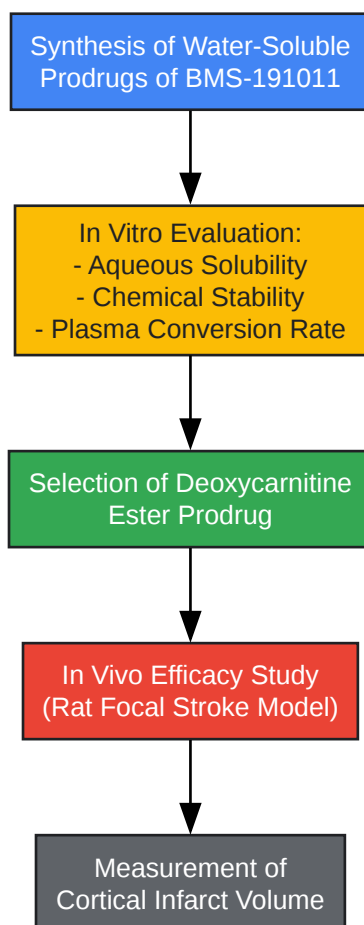 Synthesis of Water-Soluble
Prodrugs of BMS-191011
In Vitro Evaluation:
- Aqueous Solubility
- Chemical Stability
- Plasma Conversion Rate
Selection of Deoxycarnitine
Ester Prodrug
In Vivo Efficacy Study
(Rat Focal Stroke Model)
Measurement of
Cortical Infarct Volume